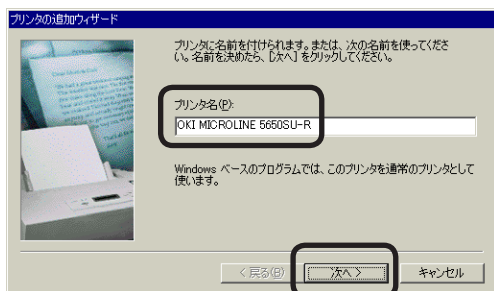 プリンタの追加ウィザード
プリンタに名前を付けられます。または、次の名前を使ってくださ
い。名前を決めたら、[次へ] をクリックしてください。
プリンタ名(P):
OKI MICROLINE 5650SU-R
Windows ベースのプログラムでは、このプリンタを通常のプリンタとして
使います。
< 戻る(B)
次へ >
キャンセル